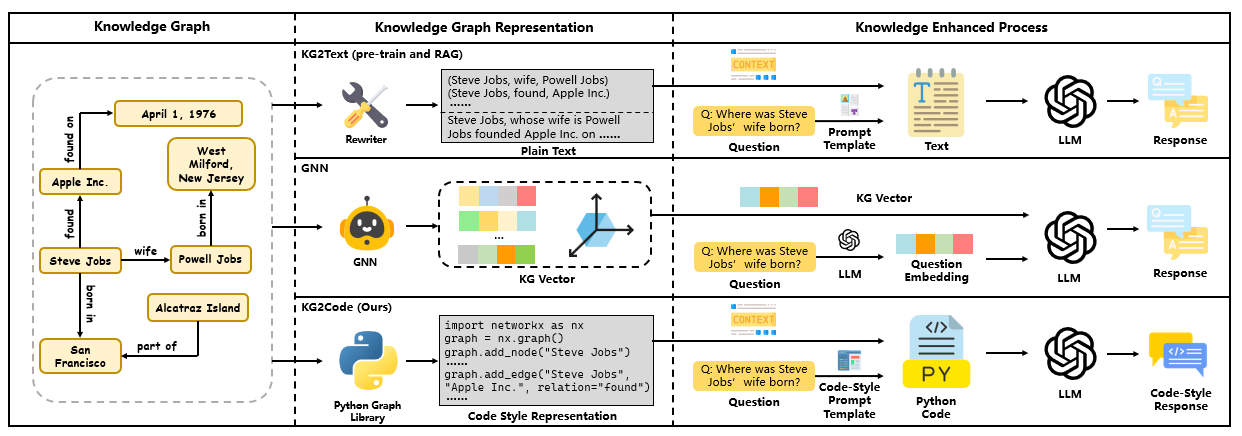 Knowledge Graph
Knowledge Graph Representation
Knowledge Enhanced Process
April 1, 1976
found on
West
Milford,
New Jersey
Apple Inc.
found
born in
Steve Jobs
wife
Powell Jobs
born in
Alcatraz Island
San
Francisco
part of
KG2Text (pre-train and RAG)
Rewriter
(Steve Jobs, wife, Powell Jobs)
(Steve Jobs, found, Apple Inc.)
......
Steve Jobs, whose wife is Powell
Jobs founded Apple Inc. on ......
Plain Text
CONTEXT
Q: Where was Steve
Jobs' wife born?
Question
Prompt
Template
T
Text
LLM
Q
A
Response
GNN
GNN
...
KG Vector
KG Vector
Q: Where was Steve
Jobs' wife born?
Question
LLM
Question
Embedding
LLM
Q
A
Response
KG2Code (Ours)
Python Graph
Library
import networkx as nx
graph = nx.graph()
graph.add_node("Steve Jobs")
......
graph.add_edge("Steve Jobs",
"Apple Inc.", relation="found")
......
Code Style Representation
CONTEXT
Q: Where was Steve
Jobs' wife born?
Question
Code-Style
Prompt
Template
</>
PY
Python
Code
LLM
</>
Code-Style
Response